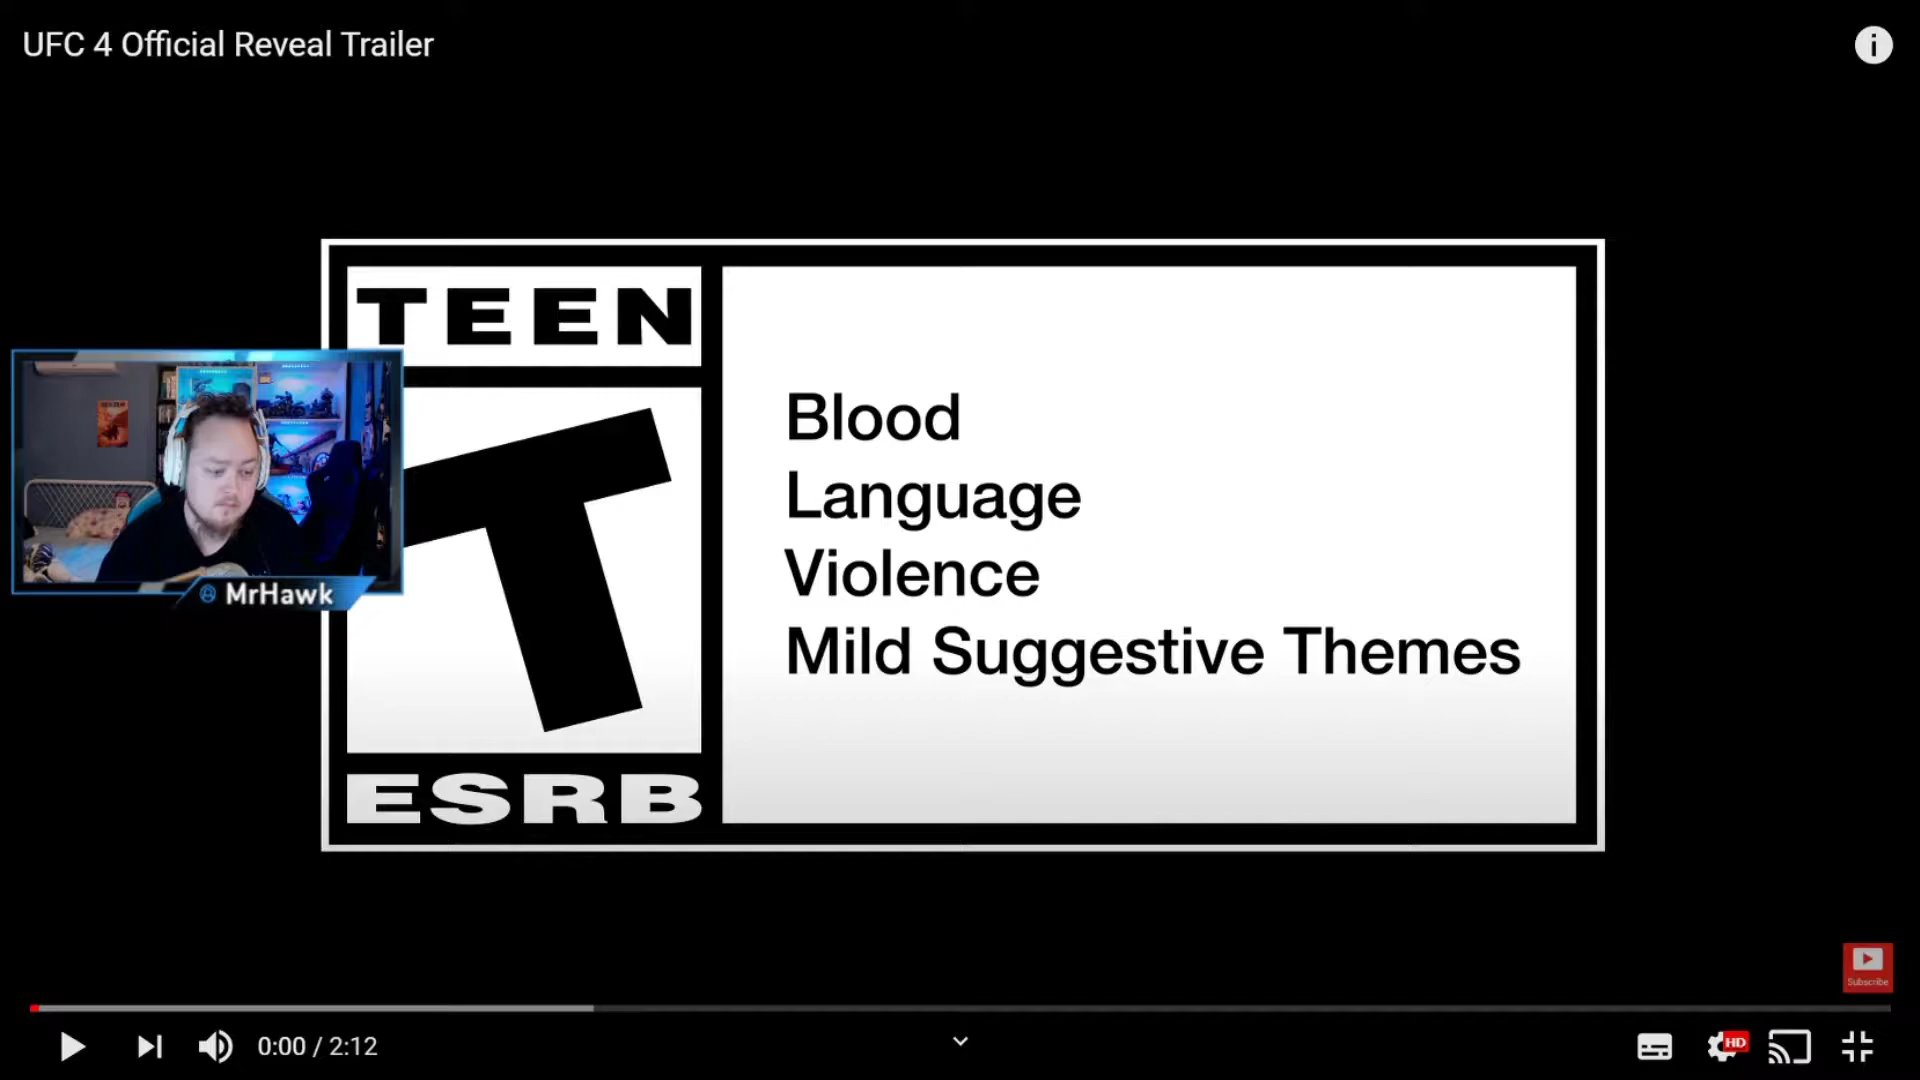 UFC 4 Official Reveal Trailer
TEEN
T
ESRB
Blood
Language
Violence
Mild Suggestive Themes
MrHawk
Subscribe
0:00 / 2:12
HD